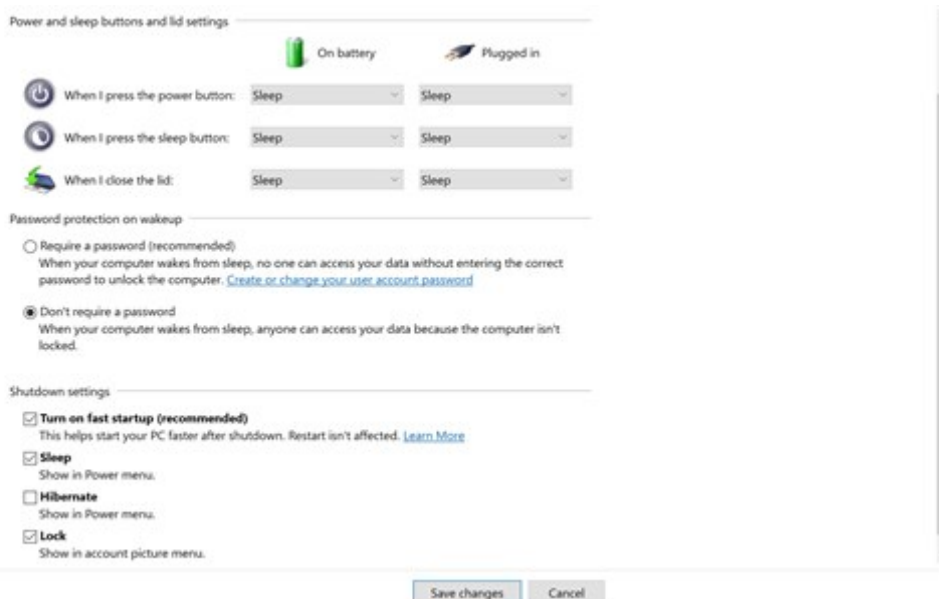 Power and sleep buttons and lid settings
On battery Plugged in
When I press the power button: Sleep Sleep
When I press the sleep button: Sleep Sleep
When I close the lid: Sleep Sleep
Password protection on wakeup
Require a password (recommended)
When your computer wakes from sleep, no one can access your data without entering the correct
password to unlock the computer. Create or change your user account password
Don't require a password
When your computer wakes from sleep, anyone can access your data because the computer isn't
locked.
Shutdown settings
Turn on fast startup (recommended)
This helps start your PC faster after shutdown. Restart isn't affected. Learn More
Sleep
Show in Power menu.
Hibernate
Show in Power menu.
Lock
Show in account picture menu.
Save changes Cancel